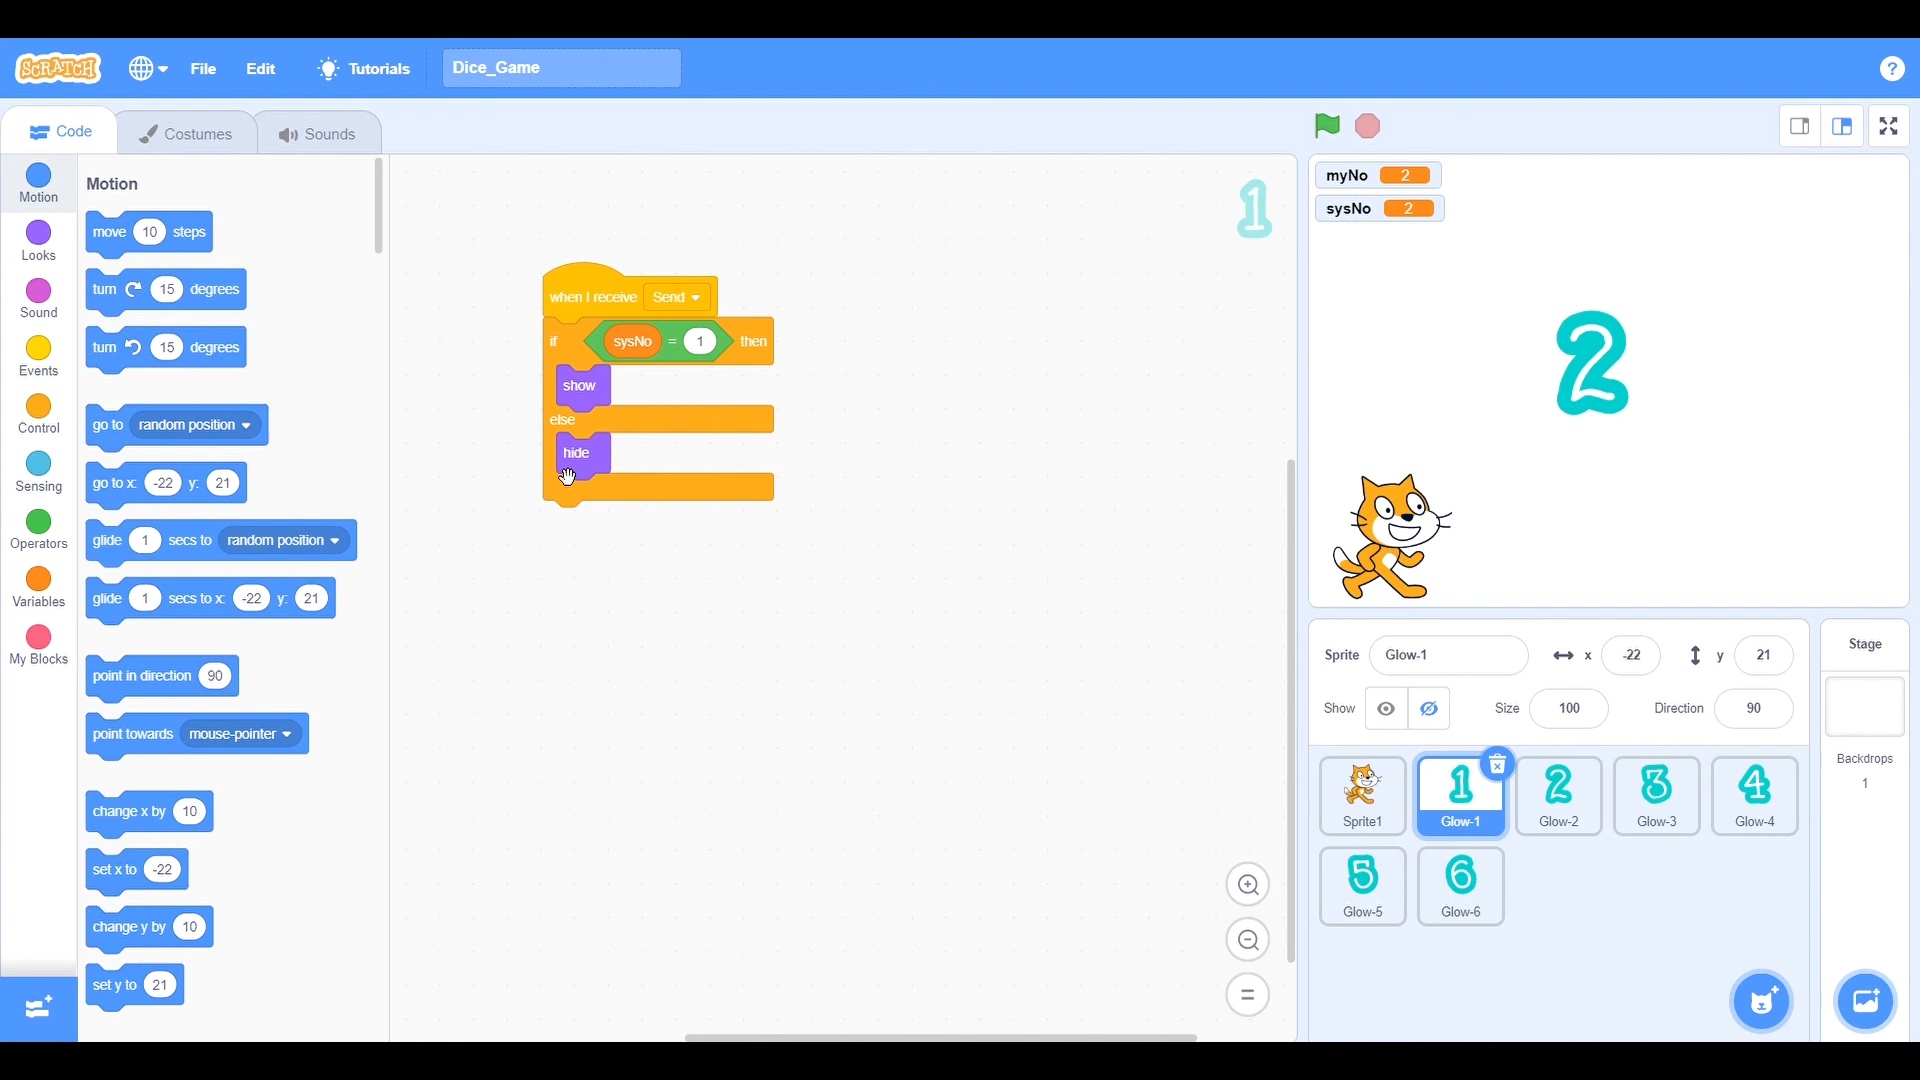 SCRATCH File Edit Tutorials Dice_Game ?
Code Costumes Sounds
Motion
Looks
Sound
Events
Control
Sensing
Operators
Variables
My Blocks
Motion
move 10 steps
turn 15 degrees
turn 15 degrees
go to random position
go to x: -22 y: 21
glide 1 secs to random position
glide 1 secs to x: -22 y: 21
point in direction 90
point towards mouse-pointer
change x by 10
set x to -22
change y by 10
set y to 21
when I receive Send
if sysNo = 1 then
show
else
hide
1
myNo 2
sysNo 2
2
Sprite Glow-1 x -22 y 21
Show Size 100 Direction 90
1 2 3 4
Sprite1 Glow-1 Glow-2 Glow-3 Glow-4
5 6
Glow-5 Glow-6
Stage
Backdrops
1